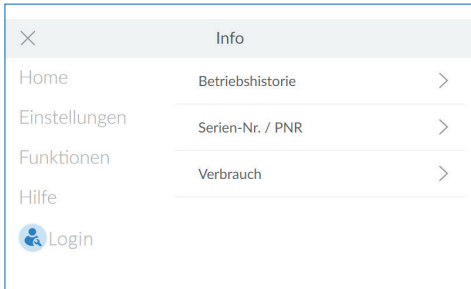 Info
Home
Einstellungen
Funktionen
Hilfe
Login
Betriebshistorie
Serien-Nr. / PNR
Verbrauch